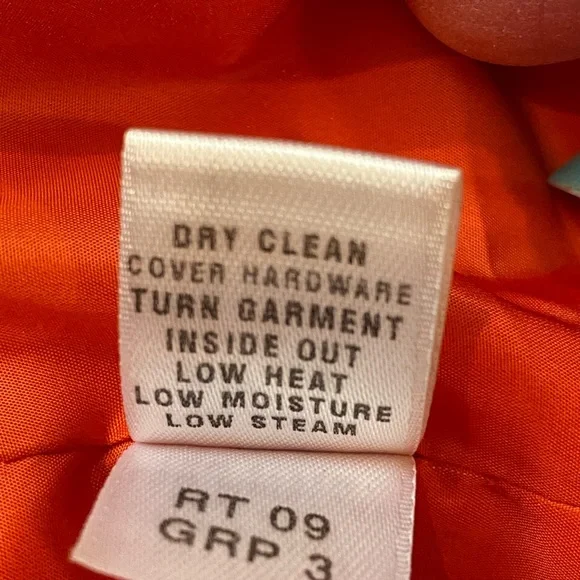 DRY CLEAN
COVER HARDWARE
TURN GARMENT
INSIDE OUT
LOW HEAT
LOW MOISTURE
LOW STEAM
RT 09
GRP 3